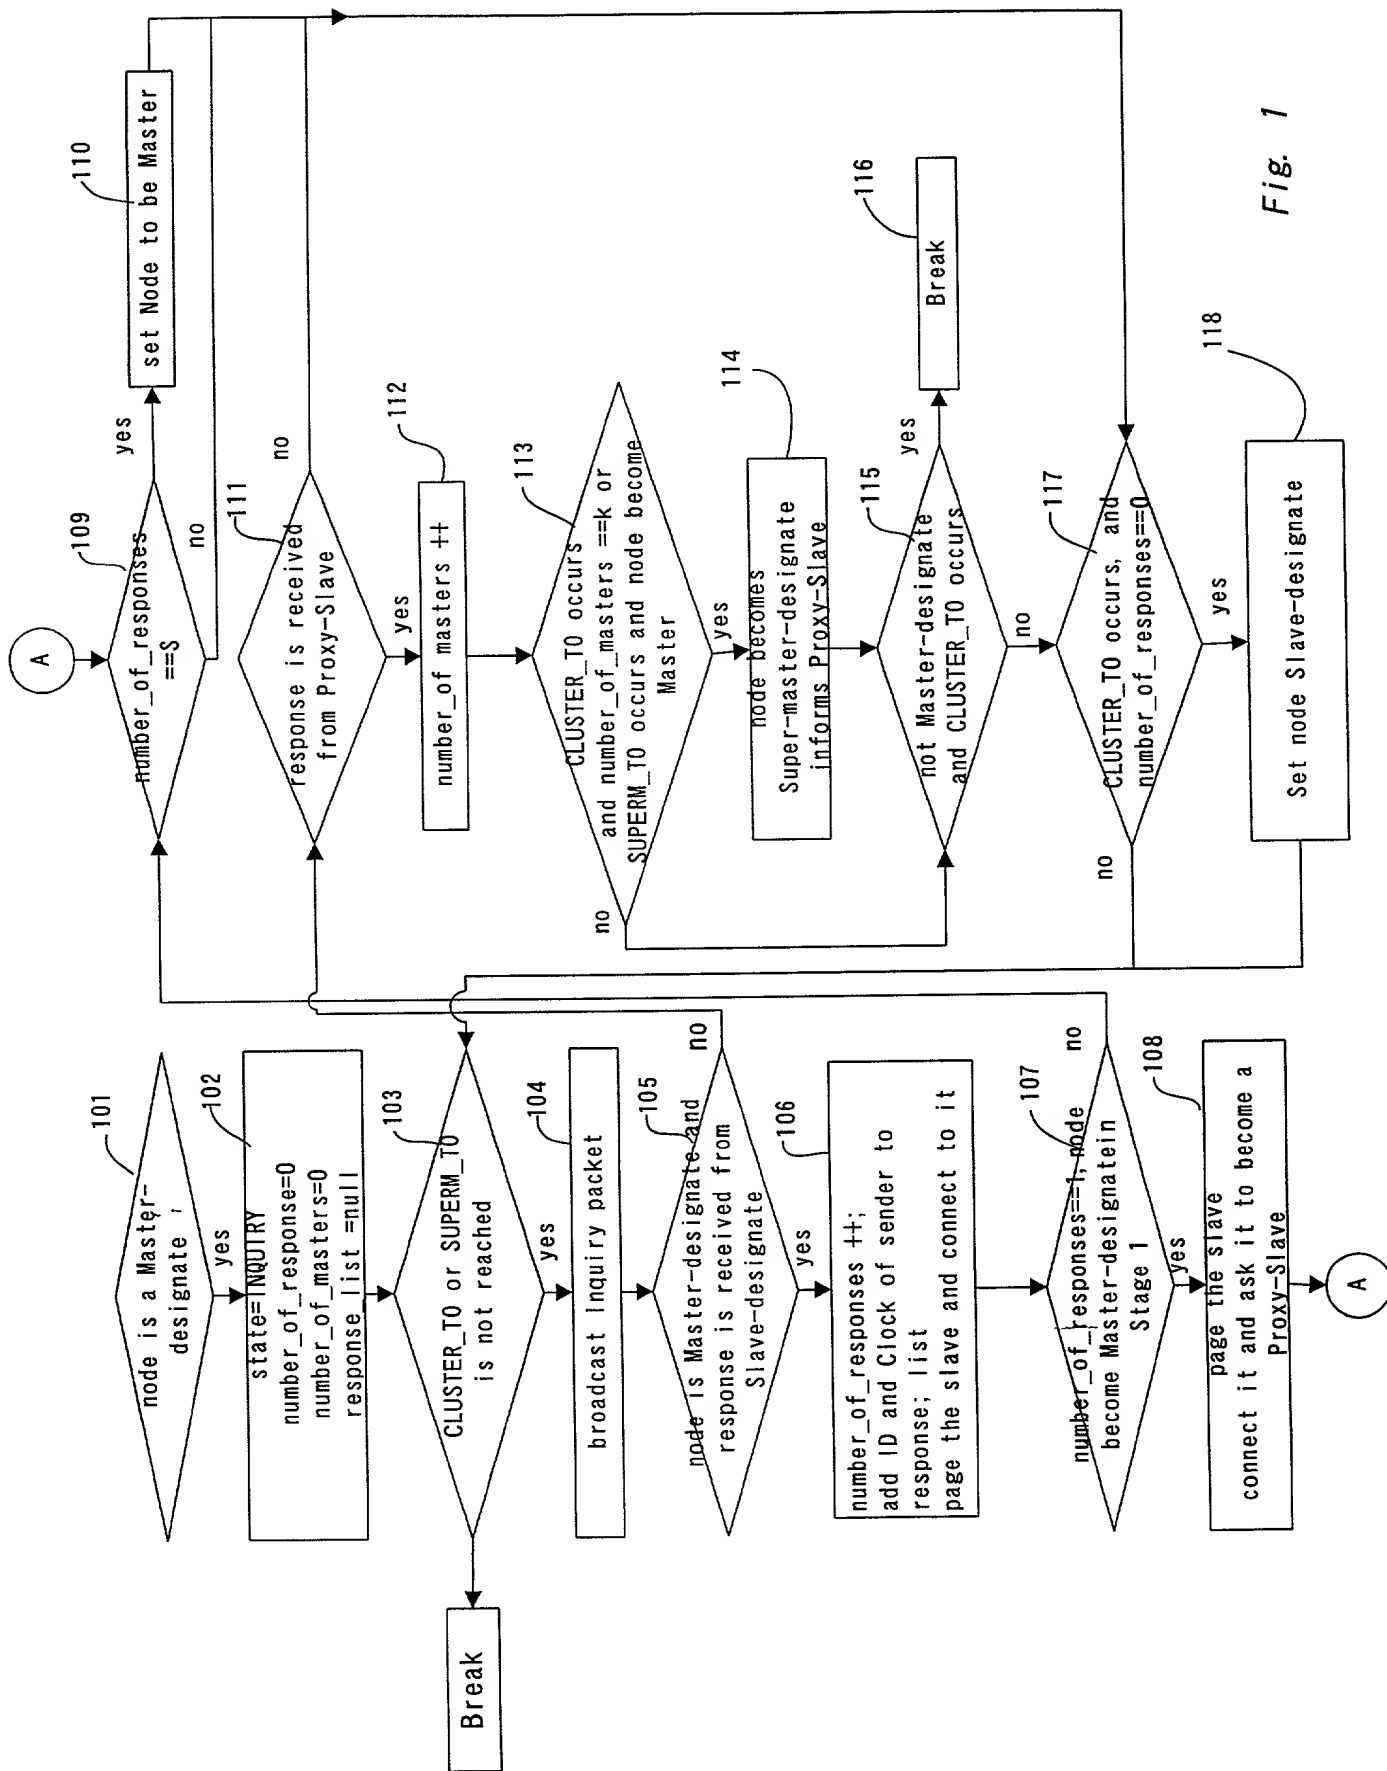 101
node is a Master-
designate ;
yes
102
state=INQUIRY
number_of_response=0
number_of_masters=0
response_list =null
103
CLUSTER_TO or SUPERM_TO
is not reached
Break
yes
104
broadcast Inquiry packet
105
node is Master-designate and
response is received from
Slave-designate
no
yes
106
number_of_responses ++;
add ID and Clock of sender to
response; list
page the slave and connect to it
107
number_of_responses==1, node
become Master-designatein
Stage 1
no
yes
108
page the slave
connect it and ask it to become a
Proxy-Slave
A
A
109
number_of_responses
==S
yes
no
110
set Node to be Master
111
response is received
from Proxy-Slave
no
yes
112
number_of masters ++
113
CLUSTER_TO occurs
and number_of_masters ==k or
SUPERM_TO occurs and node become
Master
no
yes
114
node becomes
Super-master-designate
informs Proxy-Slave
115
not Master-designate
and CLUSTER_TO occurs
yes
no
116
Break
117
CLUSTER_TO occurs, and
number_of_responses==0
no
yes
118
Set node Slave-designate
Fig. 1